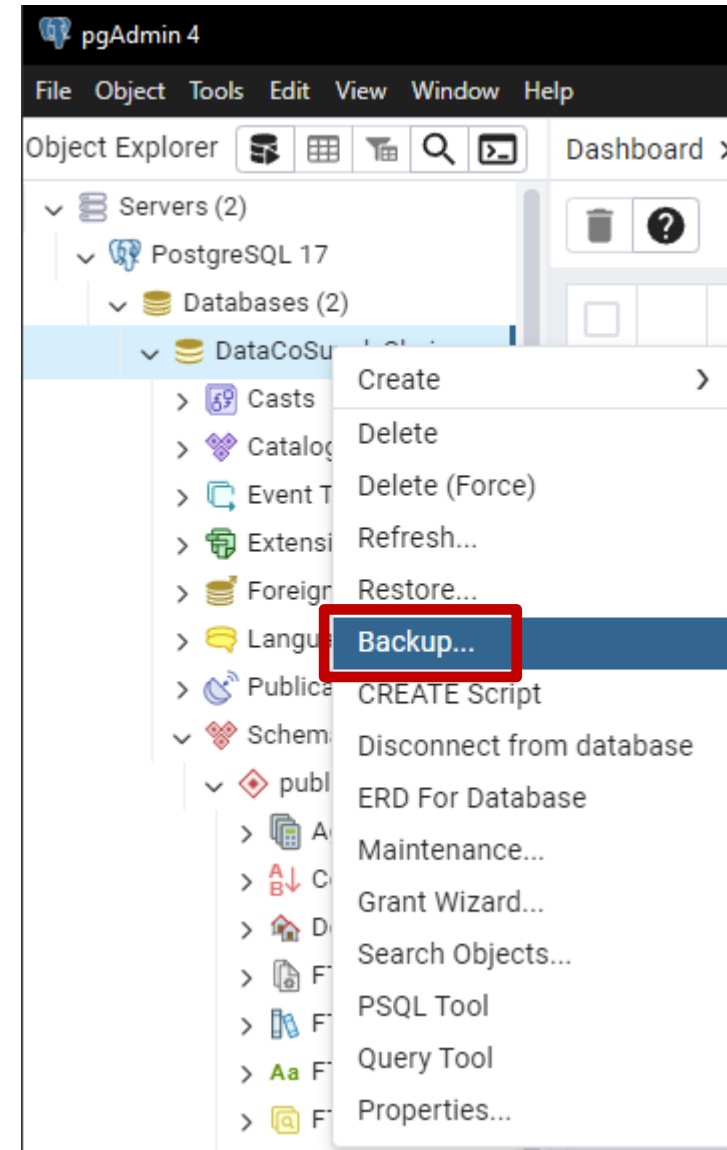 pgAdmin 4
File Object Tools Edit View Window Help
Object Explorer Dashboard
Servers (2)
PostgreSQL 17
Databases (2)
Create
Casts
Delete
Delete (Force)
Refresh...
Restore...
Backup...
CREATE Script
Disconnect from database
ERD For Database
Maintenance...
Grant Wizard...
Search Objects...
PSQL Tool
Query Tool
Properties...